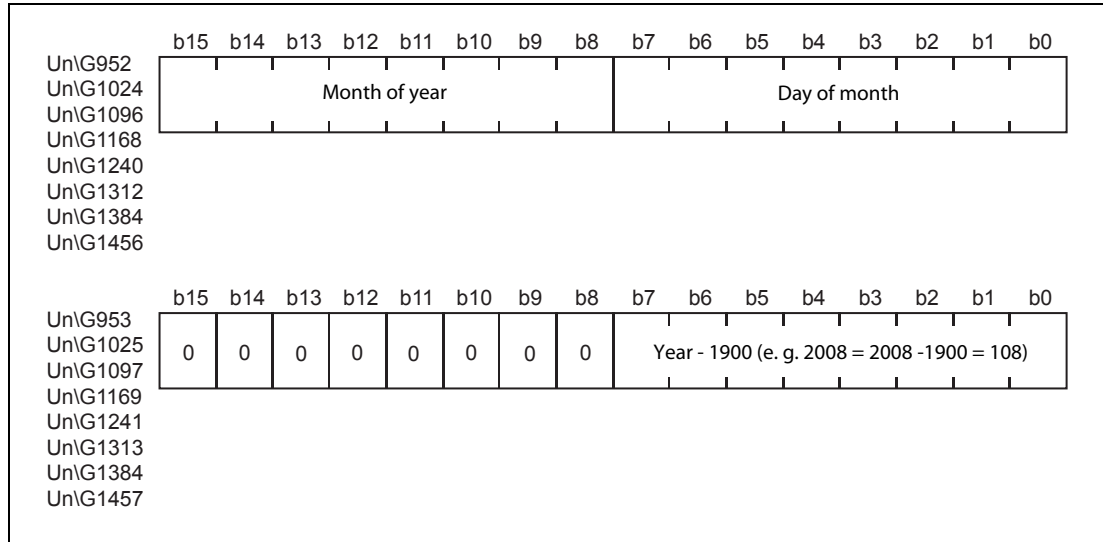 b15 b14 b13 b12 b11 b10 b9 b8 b7 b6 b5 b4 b3 b2 b1 b0
Un\G952
Un\G1024
Un\G1096
Un\G1168
Un\G1240
Un\G1312
Un\G1384
Un\G1456
Month of year Day of month
b15 b14 b13 b12 b11 b10 b9 b8 b7 b6 b5 b4 b3 b2 b1 b0
Un\G953
Un\G1025
Un\G1097
Un\G1169
Un\G1241
Un\G1313
Un\G1384
Un\G1457
0 0 0 0 0 0 0 0 Year - 1900 (e. g. 2008 = 2008 -1900 = 108)